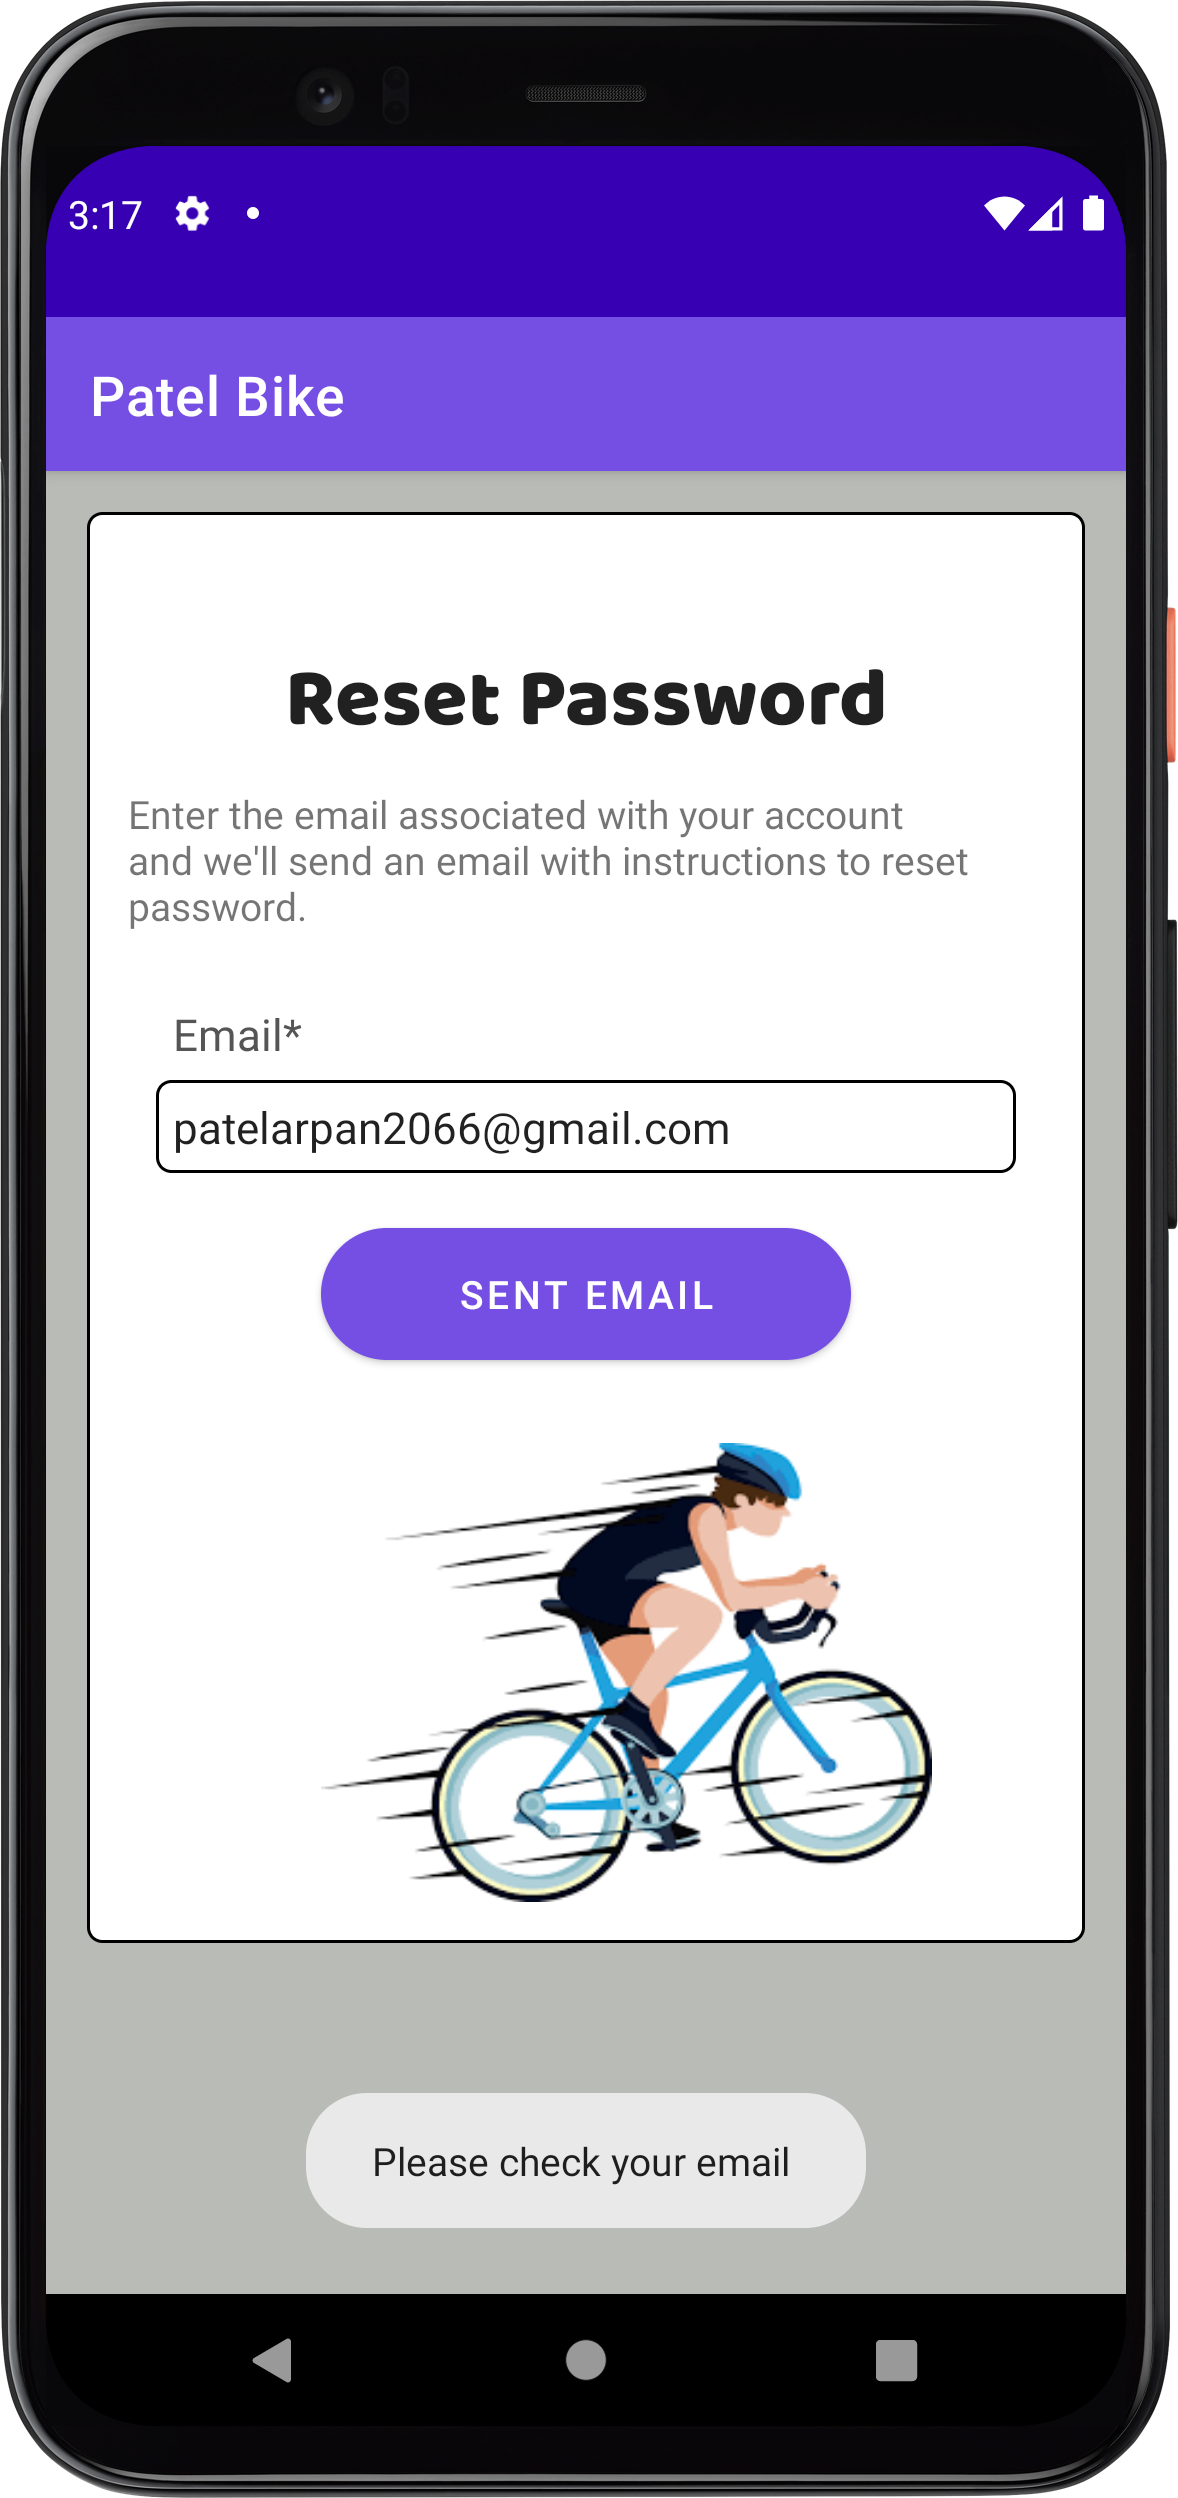 3:17
Patel Bike
Reset Password
Enter the email associated with your account
and we'll send an email with instructions to reset
password.
Email*
patelarpan2066@gmail.com
SENT EMAIL
Please check your email